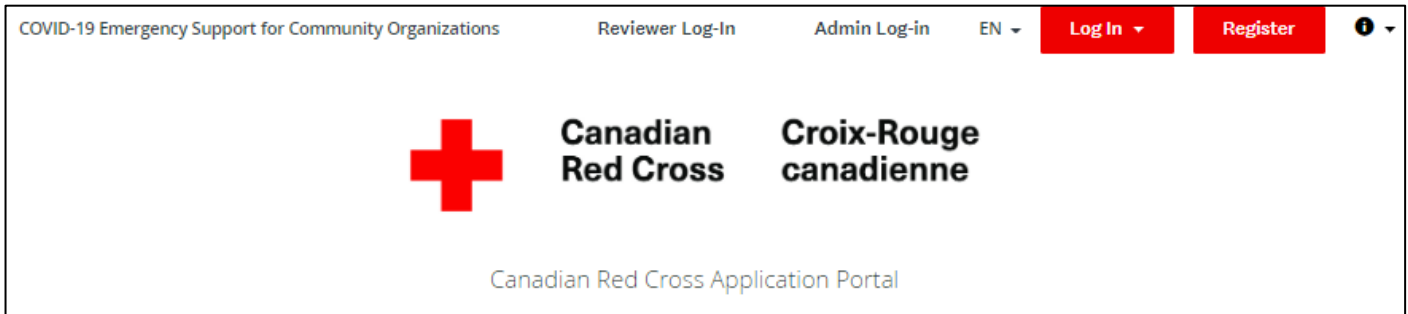 COVID-19 Emergency Support for Community Organizations Reviewer Log-In Admin Log-in EN Log In Register
Canadian Croix-Rouge
Red Cross canadienne
Canadian Red Cross Application Portal